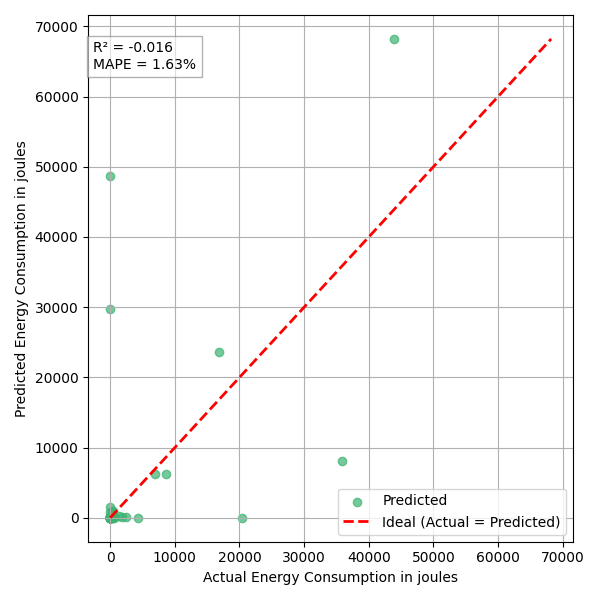 R² = -0.016
MAPE = 1.63%
70000
60000
50000
40000
30000
20000
10000
0
Predicted Energy Consumption in joules
Predicted
Ideal (Actual = Predicted)
0 10000 20000 30000 40000 50000 60000 70000
Actual Energy Consumption in joules